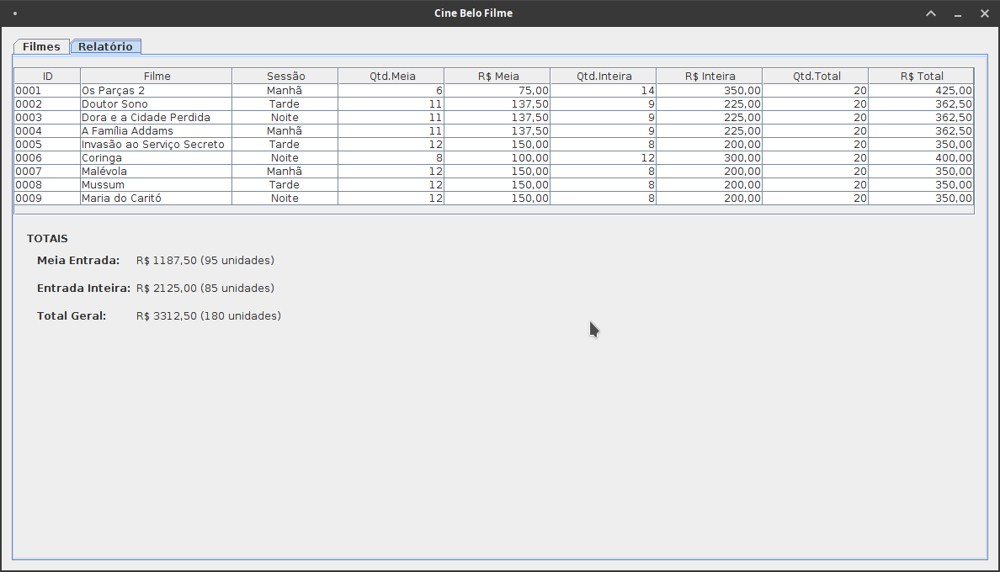 Cine Belo Filme
Filmes Relatório
ID Filme Sessão Qtd.Meia R$ Meia Qtd.Inteira R$ Inteira Qtd.Total R$ Total
0001 Os Parças 2 Manhã 6 75,00 14 350,00 20 425,00
0002 Doutor Sono Tarde 11 137,50 9 225,00 20 362,50
0003 Dora e a Cidade Perdida Noite 11 137,50 9 225,00 20 362,50
0004 A Família Addams Manhã 11 137,50 9 225,00 20 362,50
0005 Invasão ao Serviço Secreto Tarde 12 150,00 8 200,00 20 350,00
0006 Coringa Noite 8 100,00 12 300,00 20 400,00
0007 Malévola Manhã 12 150,00 8 200,00 20 350,00
0008 Mussum Tarde 12 150,00 8 200,00 20 350,00
0009 Maria do Caritó Noite 12 150,00 8 200,00 20 350,00
TOTAIS
Meia Entrada: R$ 1187,50 (95 unidades)
Entrada Inteira: R$ 2125,00 (85 unidades)
Total Geral: R$ 3312,50 (180 unidades)